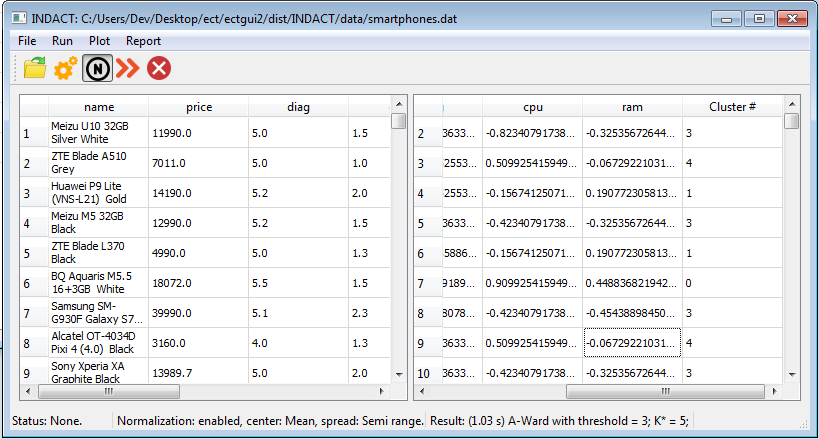 INDACT: C:/Users/Dev/Desktop/ect/ectgui2/dist/INDACT/data/smartphones.dat
File Run Plot Report
N
name price diag
1 Meizu U10 32GB Silver White 11990.0 5.0 1.5
2 ZTE Blade A510 Grey 7011.0 5.0 1.0
3 Huawei P9 Lite (VNS-L21) Gold 14190.0 5.2 2.0
4 Meizu M5 32GB Black 12990.0 5.2 1.5
5 ZTE Blade L370 Black 4990.0 5.0 1.3
6 BQ Aquaris M5.5 16+3GB White 18072.0 5.5 1.5
7 Samsung SM-G930F Galaxy S7... 39990.0 5.1 2.3
8 Alcatel OT-4034D Pixi 4 (4.0) Black 3160.0 4.0 1.3
9 Sony Xperia XA Graphite Black 13989.7 5.0 2.0
cpu ram Cluster #
2 3633... -0.82340791738... -0.32535672644... 3
3 2553... 0.509925415949... -0.06729221031... 4
4 2553... -0.15674125071... 0.190772305813... 1
5 3633... -0.42340791738... -0.32535672644... 3
6 5886... -0.15674125071... 0.190772305813... 1
7 9189... 0.909925415949... 0.448836821942... 0
8 8078... -0.42340791738... -0.45438898450... 3
9 3633... 0.509925415949... -0.06729221031... 4
10 3633... -0.42340791738... -0.32535672644... 3
Status: None. Normalization: enabled, center: Mean, spread: Semi range. Result: (1.03 s) A-Ward with threshold = 3; K* = 5;